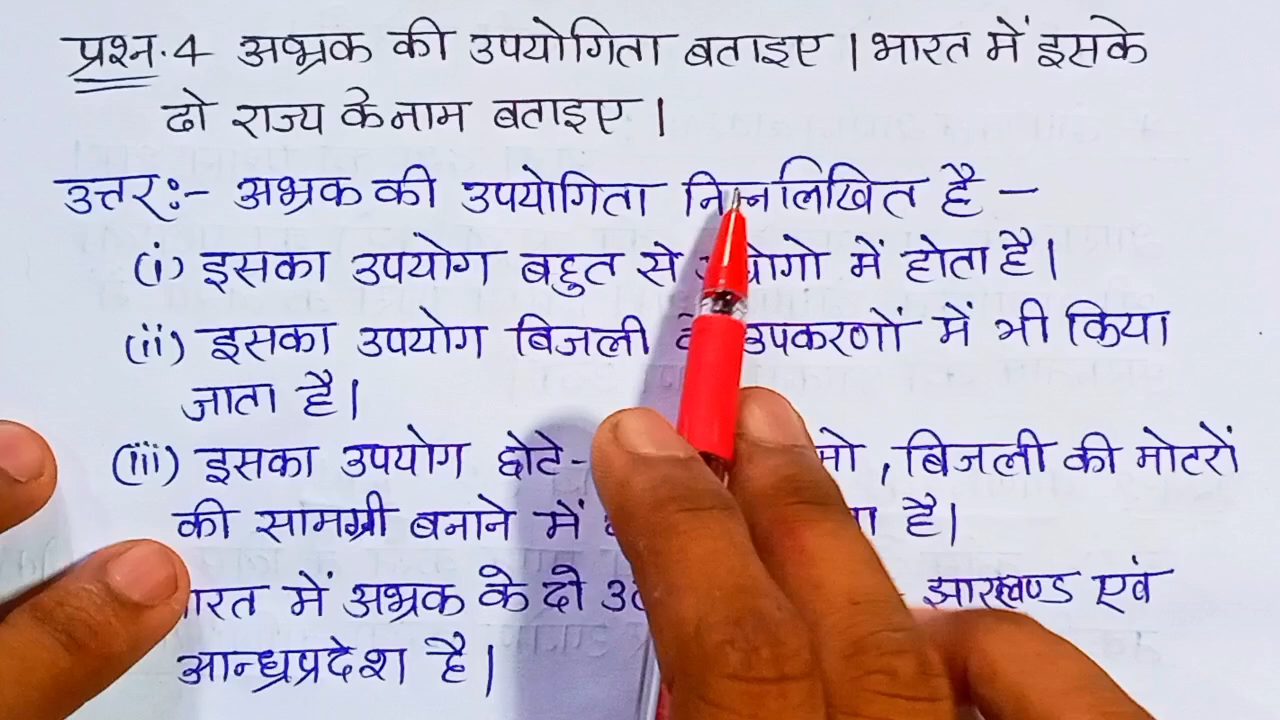 प्रश्न.4 अभ्रक की उपयोगिता बताइए। भारत में इसके
दो राज्य के नाम बताइए।
उत्तर:- अभ्रक की उपयोगिता निम्नलिखित है -
(i) इसका उपयोग बहुत से में होता है।
(ii) इसका उपयोग बिजली उपकरणों में भी किया
जाता है।
(iii) इसका उपयोग छोटे- , बिजली की मोटरों
की सामग्री बनाने में है।
में अभ्रक के दो झारखण्ड एवं
आन्ध्रप्रदेश है।